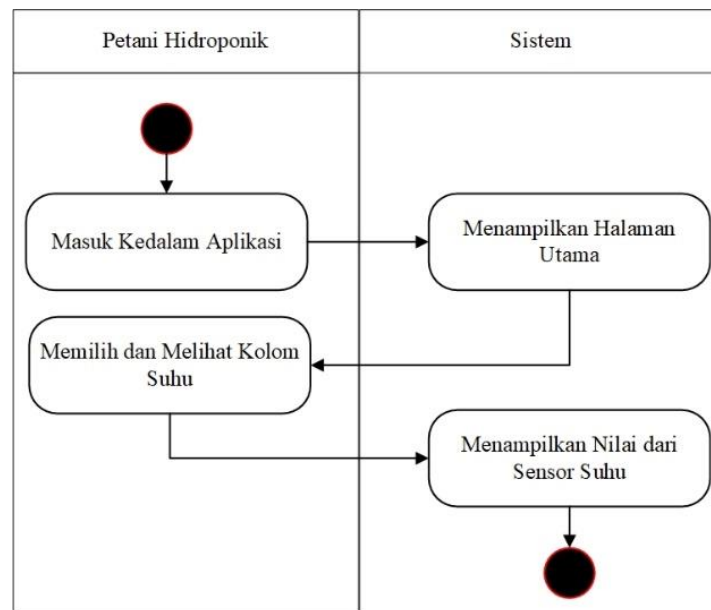 Petani Hidroponik
Sistem
Masuk Kedalam Aplikasi
Menampilkan Halaman
Utama
Memilih dan Melihat Kolom
Suhu
Menampilkan Nilai dari
Sensor Suhu